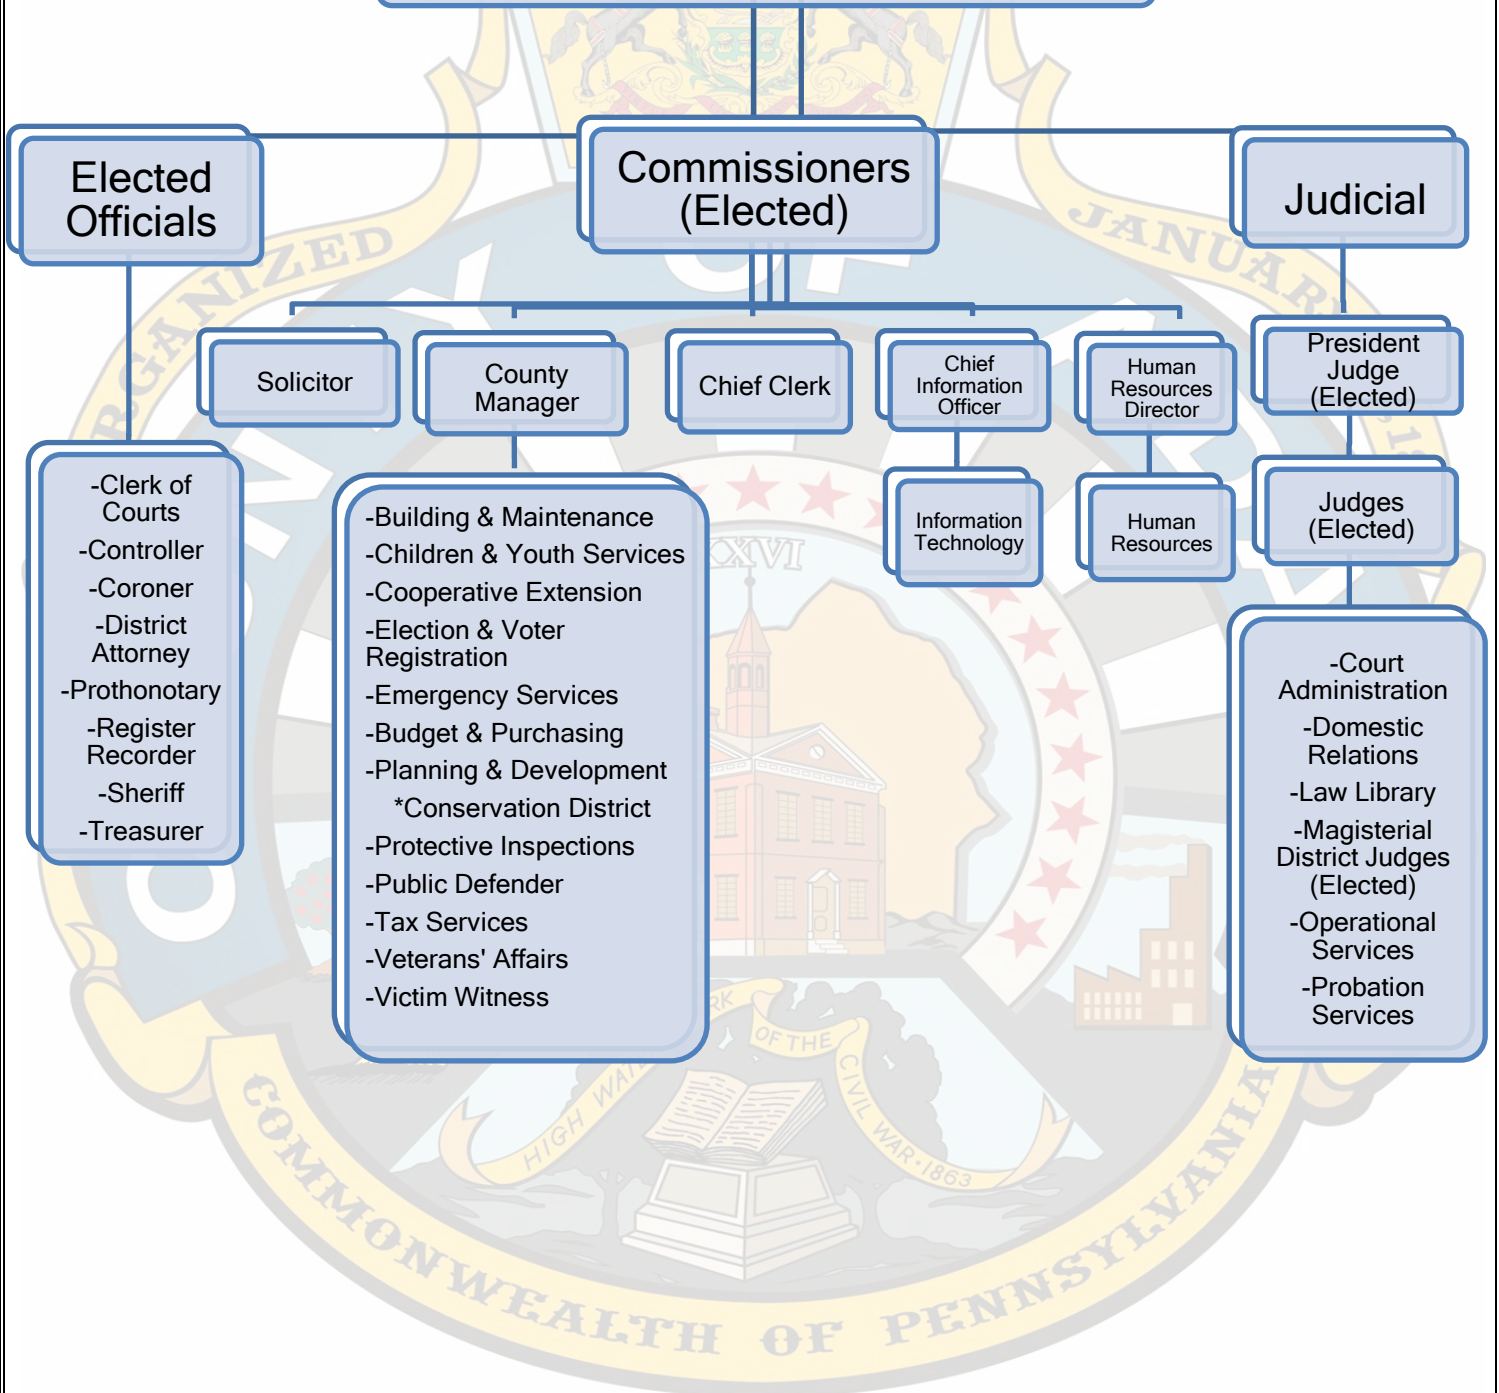 Elected
Officials
Commissioners
(Elected)
Judicial
Solicitor
County
Manager
Chief Clerk
Chief
Information
Officer
Human
Resources
Director
President
Judge
(Elected)
Information
Technology
Human
Resources
Judges
(Elected)
-Clerk of
Courts
-Controller
-Coroner
-District
Attorney
-Prothonotary
-Register
Recorder
-Sheriff
-Treasurer
-Building & Maintenance
-Children & Youth Services
-Cooperative Extension
-Election & Voter
Registration
-Emergency Services
-Budget & Purchasing
-Planning & Development
*Conservation District
-Protective Inspections
-Public Defender
-Tax Services
-Veterans' Affairs
-Victim Witness
-Court
Administration
-Domestic
Relations
-Law Library
-Magisterial
District Judges
(Elected)
-Operational
Services
-Probation
Services
OF THE
CIVIL WAR·1863
HIGH
COMMONWEALTH OF PENNSYLVANIA